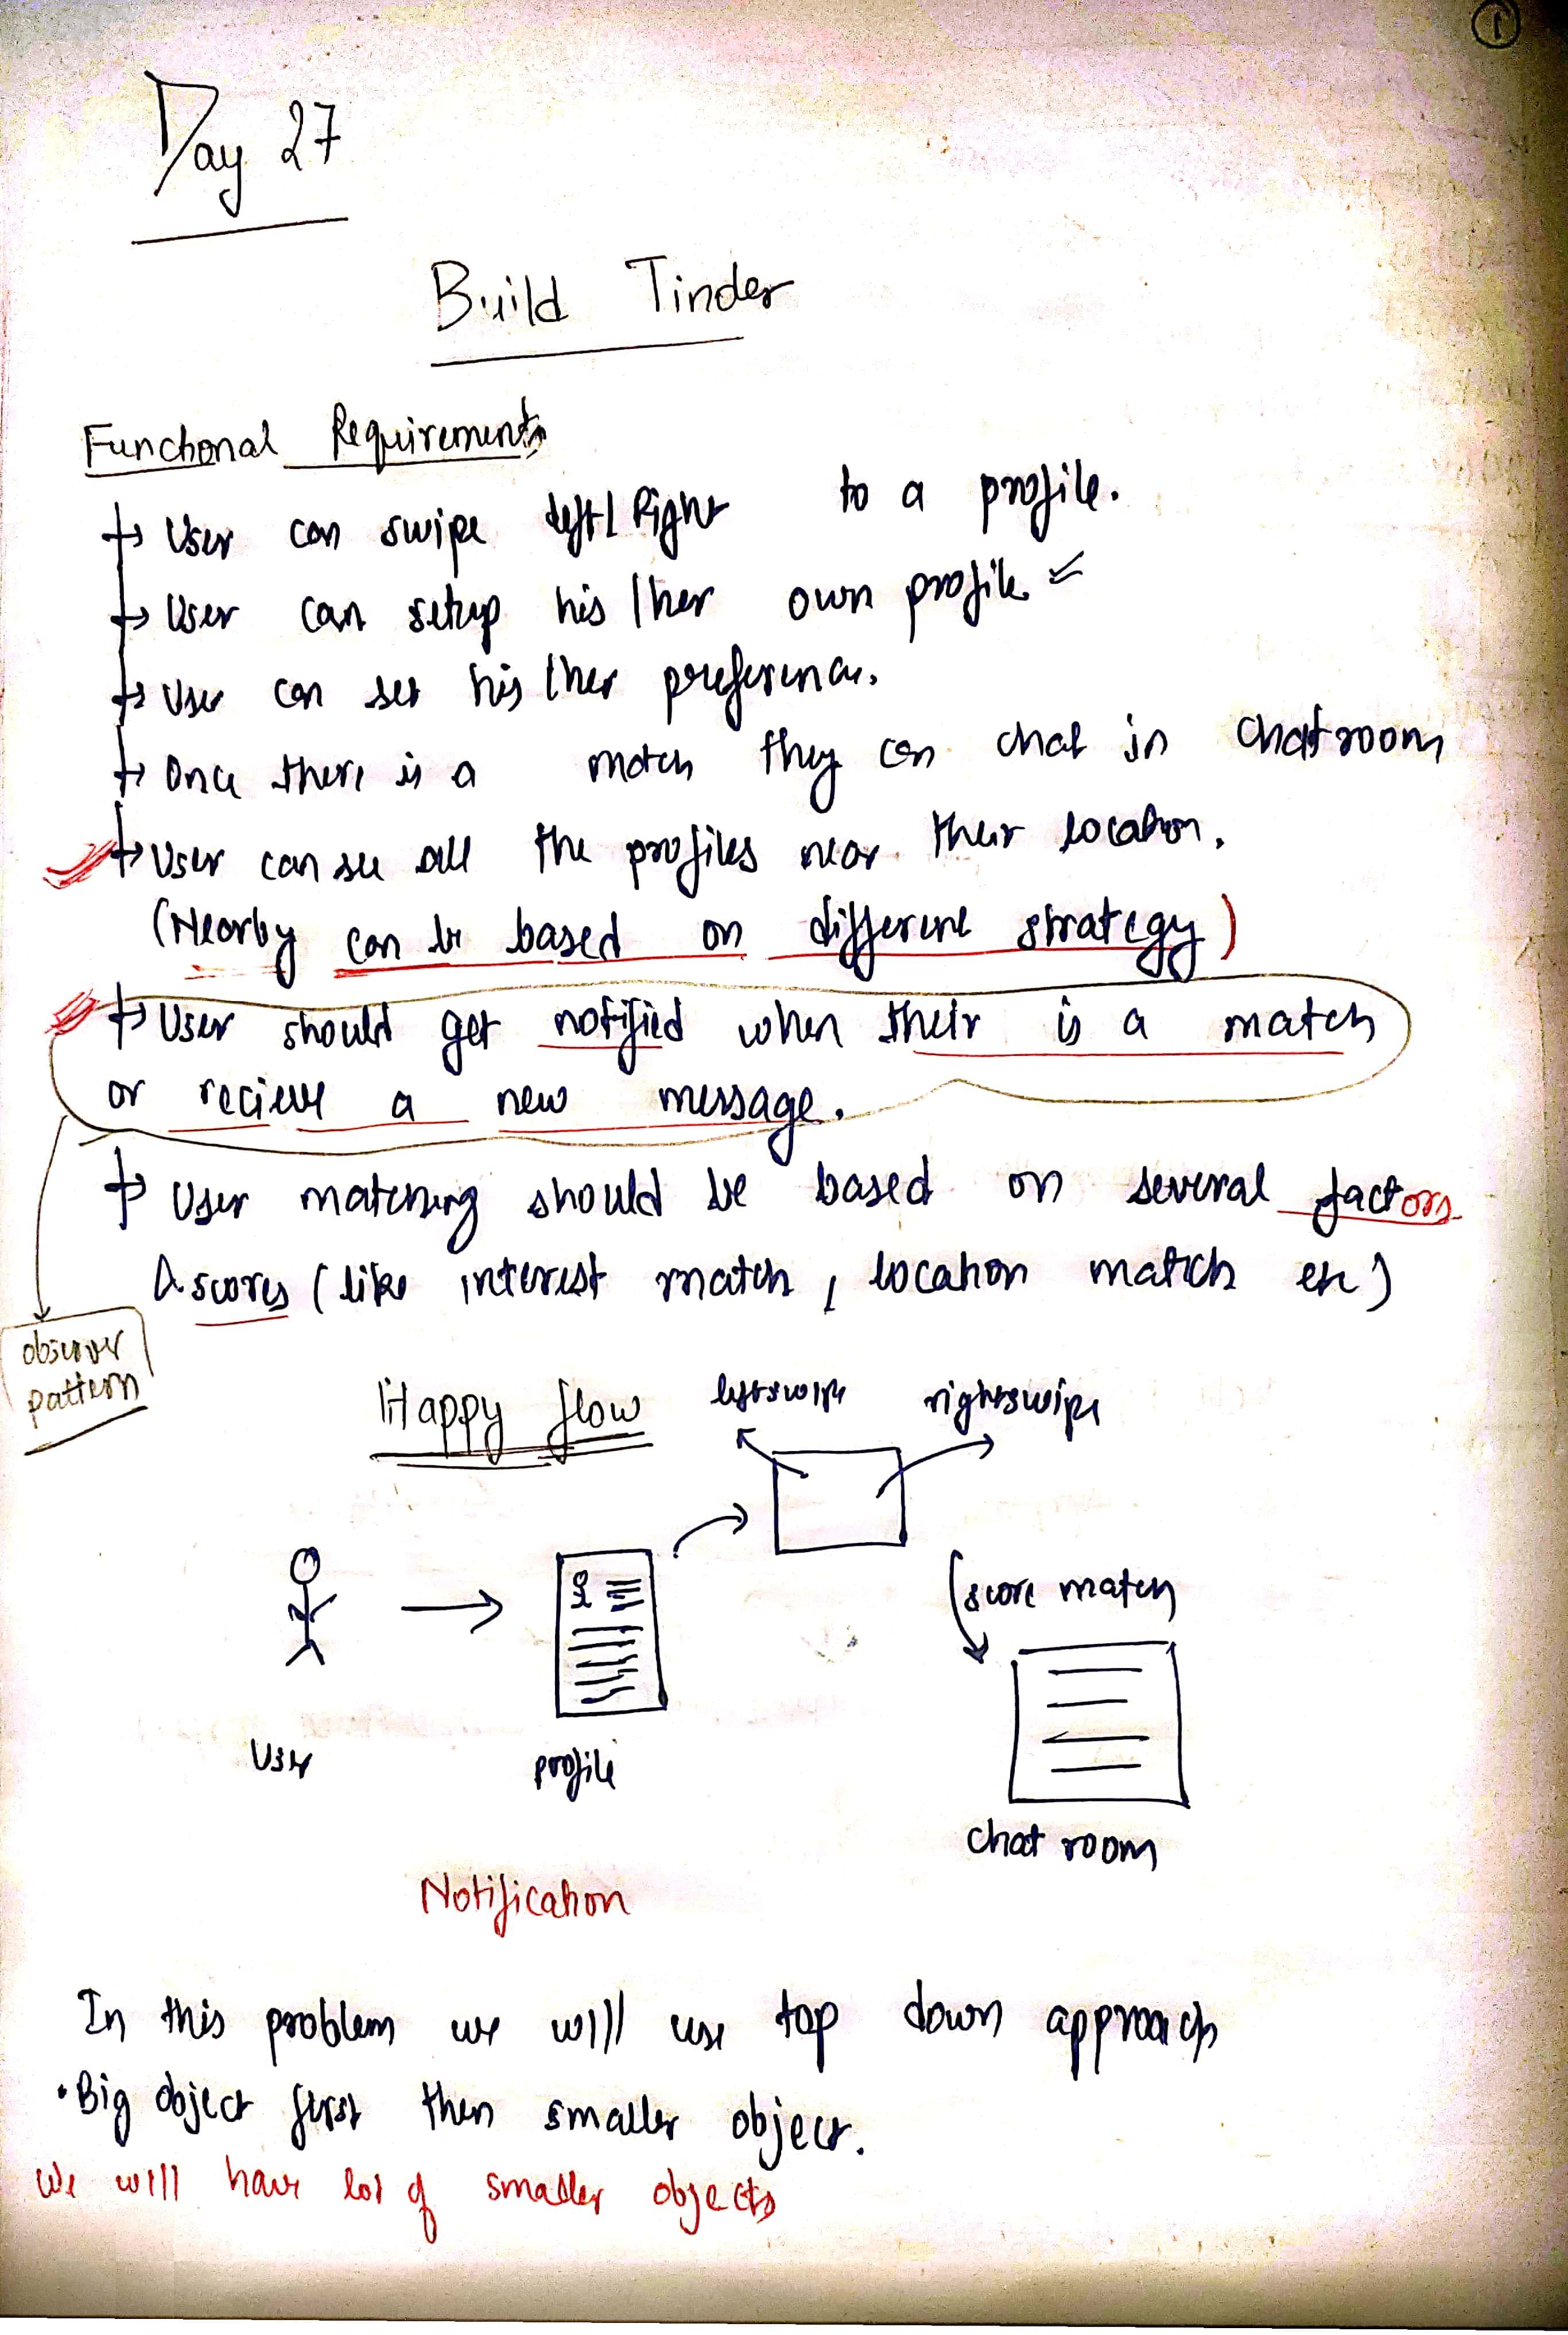 1
Day 27
Build Tinder
Functional Requirements
User can swipe left/Right to a profile.
User can setup his/her own profile
User can set his/her preference.
Once there is a match they can chat in chatroom
User can see all the profiles near their location.
(Nearby can be based on different strategy)
User should get notified when their is a match
or recieve a new message.
User matching should be based on several factors
& scores (like interest match, location match etc)
observer
pattern
Happy flow
leftswipe rightswipe
score match
User
profile
chat room
Notification
In this problem we will use top down approach
• Big object first then smaller object.
We will have lot of smaller objects